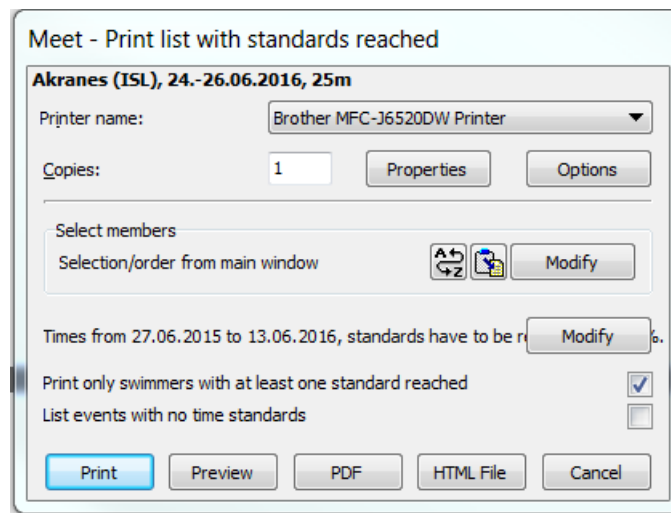 Meet - Print list with standards reached
Akranes (ISL), 24.-26.06.2016, 25m
Printer name: Brother MFC-J6520DW Printer
Copies: 1 Properties Options
Select members
Selection/order from main window Modify
Times from 27.06.2015 to 13.06.2016, standards have to be Modify %.
Print only swimmers with at least one standard reached
List events with no time standards
Print Preview PDF HTML File Cancel